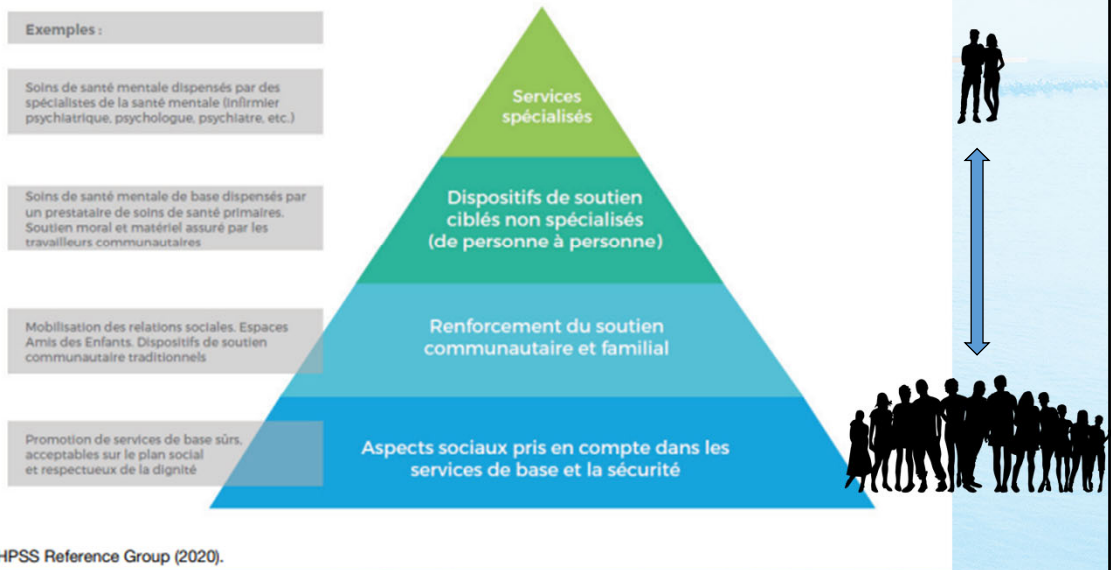 Exemples :
Soins de santé mentale dispensés par des
spécialistes de la santé mentale (infirmier
psychiatrique, psychologue, psychiatre, etc.)
Services
spécialisés
Soins de santé mentale de base dispensés par
un prestataire de soins de santé primaires.
Soutien moral et matériel assuré par les
travailleurs communautaires
Dispositifs de soutien
ciblés non spécialisés
(de personne à personne)
Mobilisation des relations sociales. Espaces
Amis des Enfants. Dispositifs de soutien
communautaire traditionnels
Renforcement du soutien
communautaire et familial
Promotion de services de base sûrs,
acceptables sur le plan social
et respectueux de la dignité
Aspects sociaux pris en compte dans les
services de base et la sécurité
HPSS Reference Group (2020).